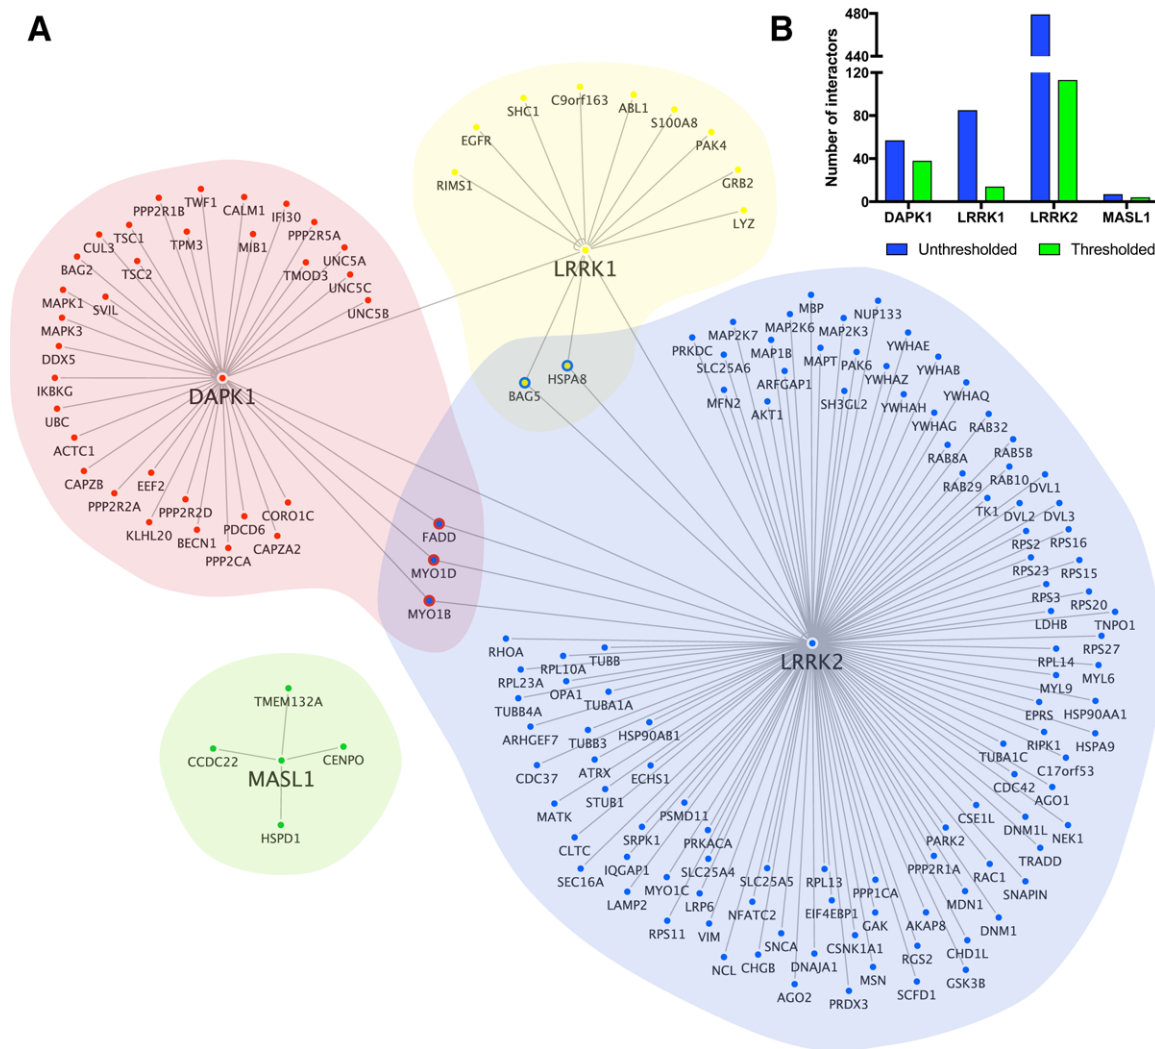 A
B
480
440
120
80
40
0
Number of interactors
DAPK1 LRRK1 LRRK2 MASL1
Unthresholded Thresholded
C9orf163
SHC1
ABL1
S100A8
EGFR
PAK4
RIMS1
GRB2
LYZ
LRRK1
TWF1
PPP2R1B
CALM1
IFI30
TSC1
PPP2R5A
CUL3
TPM3
MIB1
BAG2
TSC2
UNC5A
TMOD3
UNC5C
MAPK1
SVIL
UNC5B
MAPK3
DDX5
IKBKG
DAPK1
UBC
ACTC1
CAPZB
EEF2
PPP2R2A
PPP2R2D
CORO1C
KLHL20
PDCD6
BECN1
CAPZA2
PPP2CA
HSPA8
BAG5
FADD
MYO1D
MYO1B
MBP
NUP133
MAP2K6
MAP2K7
MAP2K3
PRKDC
MAP1B
MAPT
YWHAE
SLC25A6
PAK6
YWHAB
ARFGAP1
YWHAZ
MFN2
YWHAQ
AKT1
SH3GL2
YWHAH
YWHAG
RAB32
RAB8A
RAB5B
RAB29
RAB10
DVL1
TK1
DVL2
DVL3
RPS2
RPS16
RPS23
RPS15
RPS3
RPS20
LDHB
TNPO1
RPS27
LRRK2
RHOA
TUBB
RPL10A
RPL14
RPL23A
OPA1
MYL6
MYL9
TUBB4A
TUBA1A
HSP90AA1
EPRS
ARHGEF7
TUBB3
HSP90AB1
RIPK1
HSPA9
TUBA1C
CDC37
ATRX
ECHS1
C17orf53
CDC42
MATK
STUB1
AGO1
PSMD11
CSE1L
CLTC
SRPK1
PRKACA
DNM1L
NEK1
PARK2
TRADD
SEC16A
IQGAP1
SLC25A4
PPP2R1A
RAC1
SLC25A5
RPL13
SNAPIN
LAMP2
MYO1C
LRP6
PPP1CA
MDN1
NFATC2
EIF4EBP1
RPS11
VIM
GAK
AKAP8
DNM1
SNCA
CSNK1A1
CHD1L
NCL
CHGB
DNAJA1
RGS2
MSN
GSK3B
AGO2
PRDX3
SCFD1
TMEM132A
CCDC22
CENPO
MASL1
HSPD1